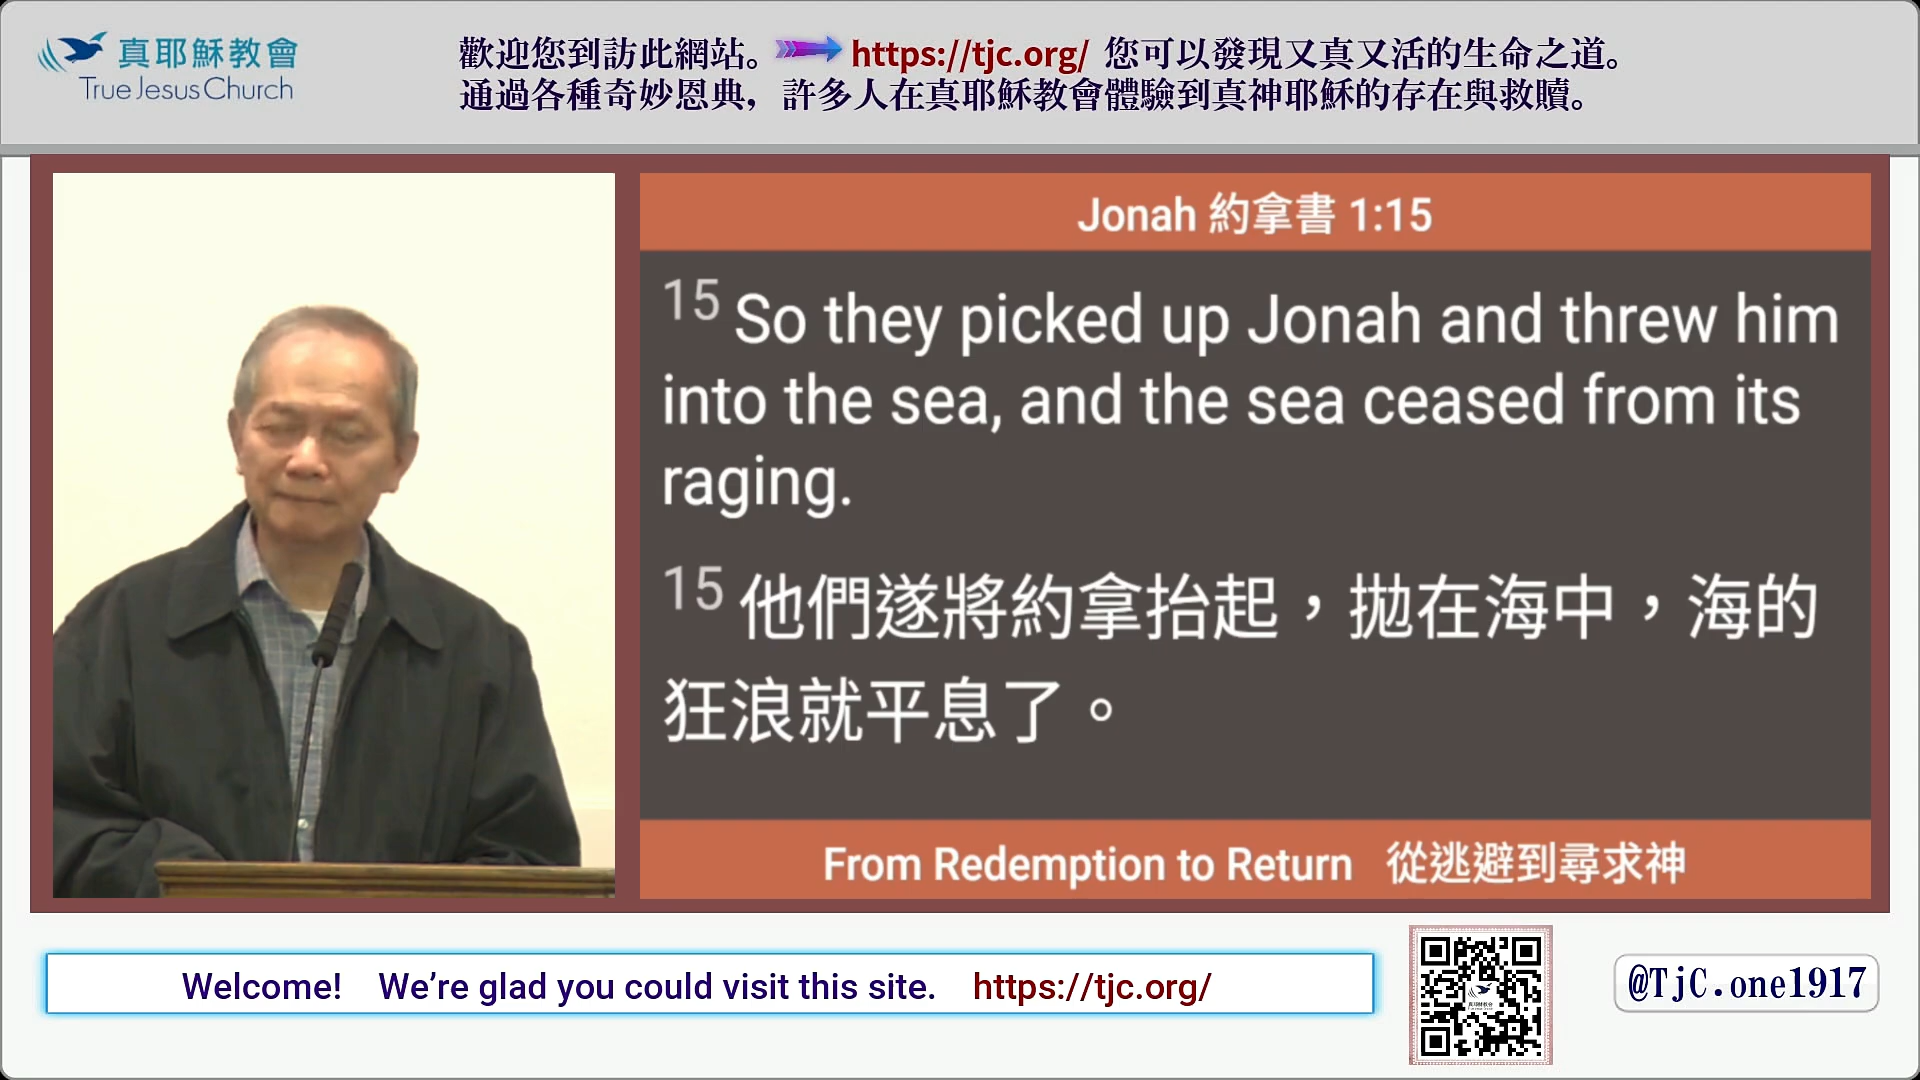 真耶穌教會
True Jesus Church
歡迎您到訪此網站。 https://tjc.org/ 您可以發現又真又活的生命之道。
通過各種奇妙恩典，許多人在真耶穌教會體驗到真神耶穌的存在與救贖。
Jonah 約拿書 1:15
15 So they picked up Jonah and threw him
into the sea, and the sea ceased from its
raging.
15 他們遂將約拿抬起，拋在海中，海的
狂浪就平息了。
From Redemption to Return 從逃避到尋求神
Welcome! We’re glad you could visit this site. https://tjc.org/
@TjC.one1917